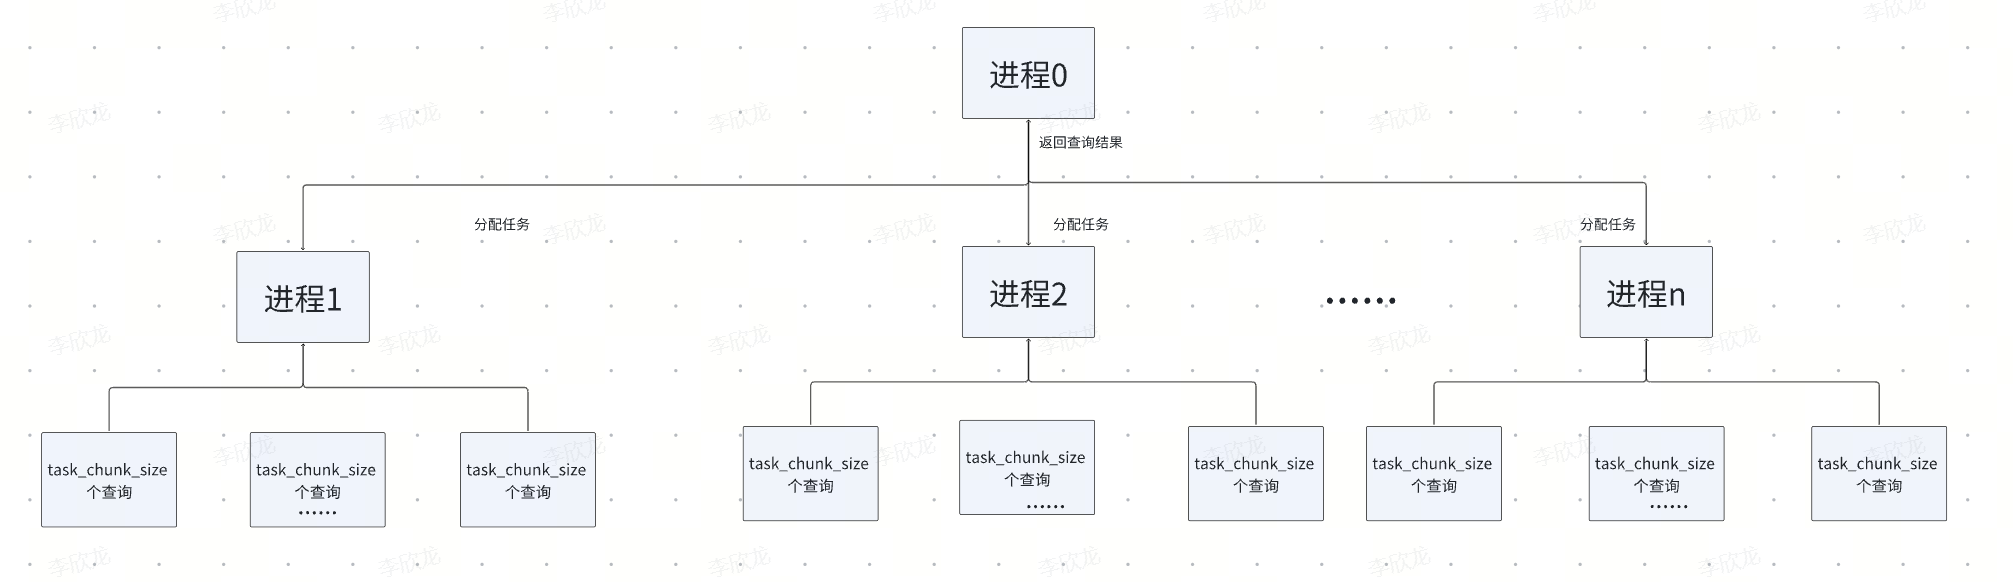 进程0
返回查询结果
分配任务
分配任务
分配任务
进程1
进程2
......
进程n
task_chunk_size
个查询
task_chunk_size
个查询
......
task_chunk_size
个查询
task_chunk_size
个查询
task_chunk_size
个查询
......
task_chunk_size
个查询
task_chunk_size
个查询
task_chunk_size
个查询
......
task_chunk_size
个查询
李欣龙